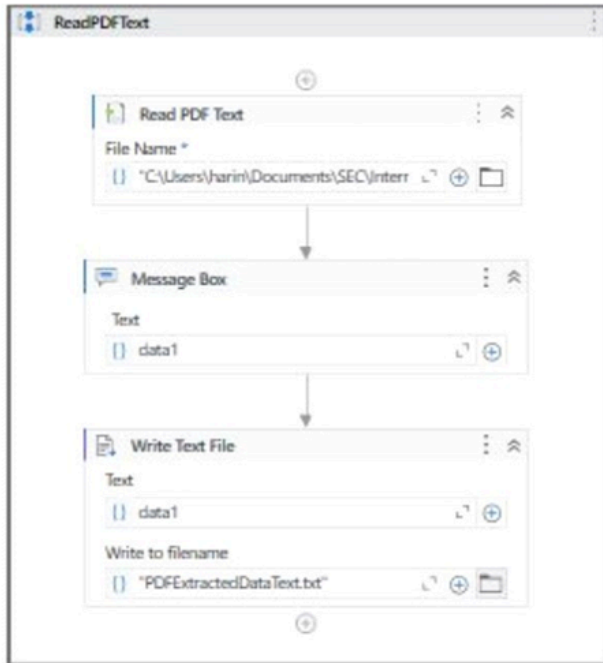 ReadPDFText
Read PDF Text
File Name *
"C:\Users\harin\Documents\SEC\Interr
Message Box
Text
data1
Write Text File
Text
data1
Write to filename
"PDFExtractedDataText.txt"